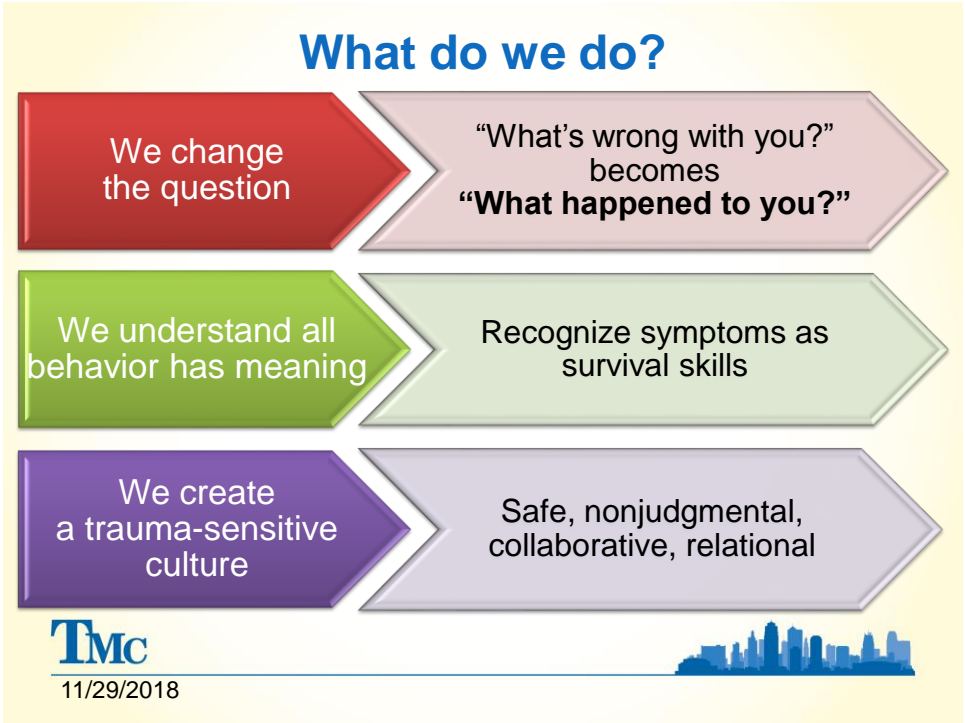 What do we do?
We change
the question
“What’s wrong with you?”
becomes
“What happened to you?”
We understand all
behavior has meaning
Recognize symptoms as
survival skills
We create
a trauma-sensitive
culture
Safe, nonjudgmental,
collaborative, relational
TMC
11/29/2018